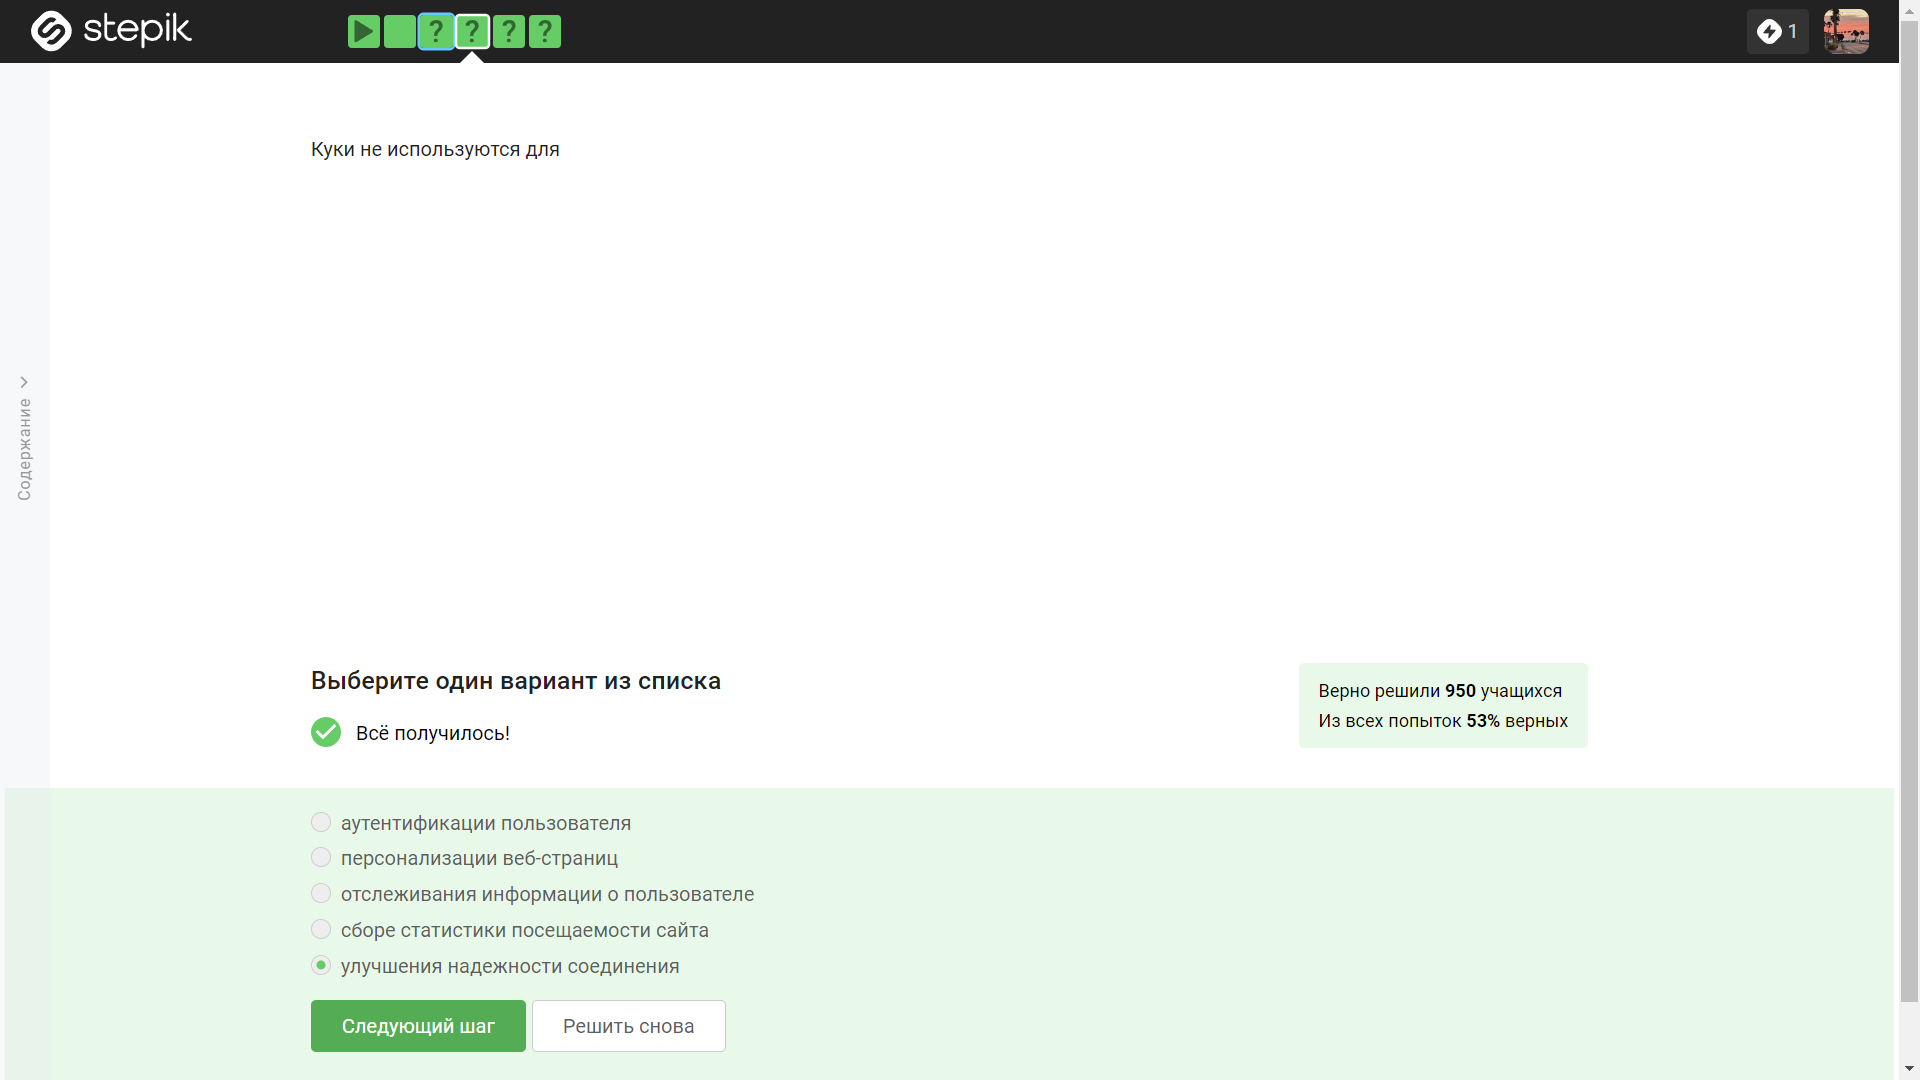 stepik
? ? ? ?
1
Содержание
Куки не используются для
Выберите один вариант из списка
Всё получилось!
Верно решили 950 учащихся
Из всех попыток 53% верных
аутентификации пользователя
персонализации веб-страниц
отслеживания информации о пользователе
сборе статистики посещаемости сайта
улучшения надежности соединения
Следующий шаг
Решить снова